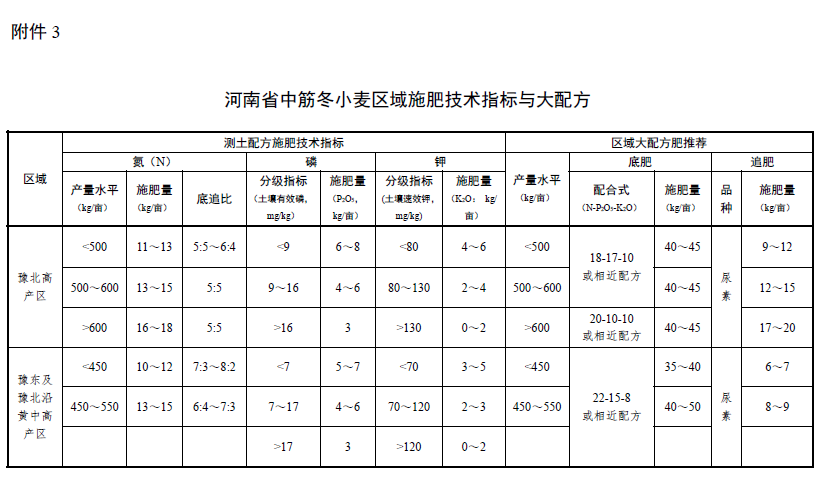 附件 3
河南省中筋冬小麦区域施肥技术指标与大配方
区域 测土配方施肥技术指标 区域大配方肥推荐
氮（N） 磷 钾 产量水平（kg/亩） 底肥 追肥
产量水平（kg/亩） 施肥量（kg/亩） 底追比 分级指标（土壤有效磷，mg/kg） 施肥量（P₂O₅，kg/亩） 分级指标(土壤速效钾，mg/kg) 施肥量（K₂O： kg/亩） 配合式（N-P₂O₅-K₂O） 施肥量（kg/亩） 品种 施肥量（kg/亩）
豫北高产区 <500 11～13 5:5～6:4 <9 6～8 <80 4～6 <500 18-17-10或相近配方 40～45 尿素 9～12
500～600 13～15 5:5 9～16 4～6 80～130 2～4 500～600 40～45 12～15
>600 16～18 5:5 >16 3 >130 0～2 >600 20-10-10或相近配方 40～45 17～20
豫东及豫北沿黄中高产区 <450 10～12 7:3～8:2 <7 5～7 <70 3～5 <450 22-15-8或相近配方 35～40 尿素 6～7
450～550 13～15 6:4～7:3 7～17 4～6 70～120 2～3 450～550 40～50 8～9
>17 3 >120 0～2